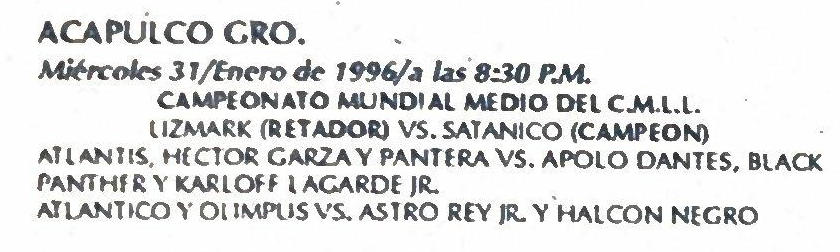 ACAPULCO GRO.
Miércoles 31/Enero de 1996/a las 8:30 P.M.
CAMPEONATO MUNDIAL MEDIO DEL C.M.L.L.
LIZMARK (RETADOR) VS. SATANICO (CAMPEON)
ATLANTIS, HECTOR GARZA Y PANTERA VS. APOLO DANTES, BLACK
PANTHER Y KARLOFF LAGARDE JR.
ATLANTICO Y OLIMPUS VS. ASTRO REY JR. Y HALCON NEGRO